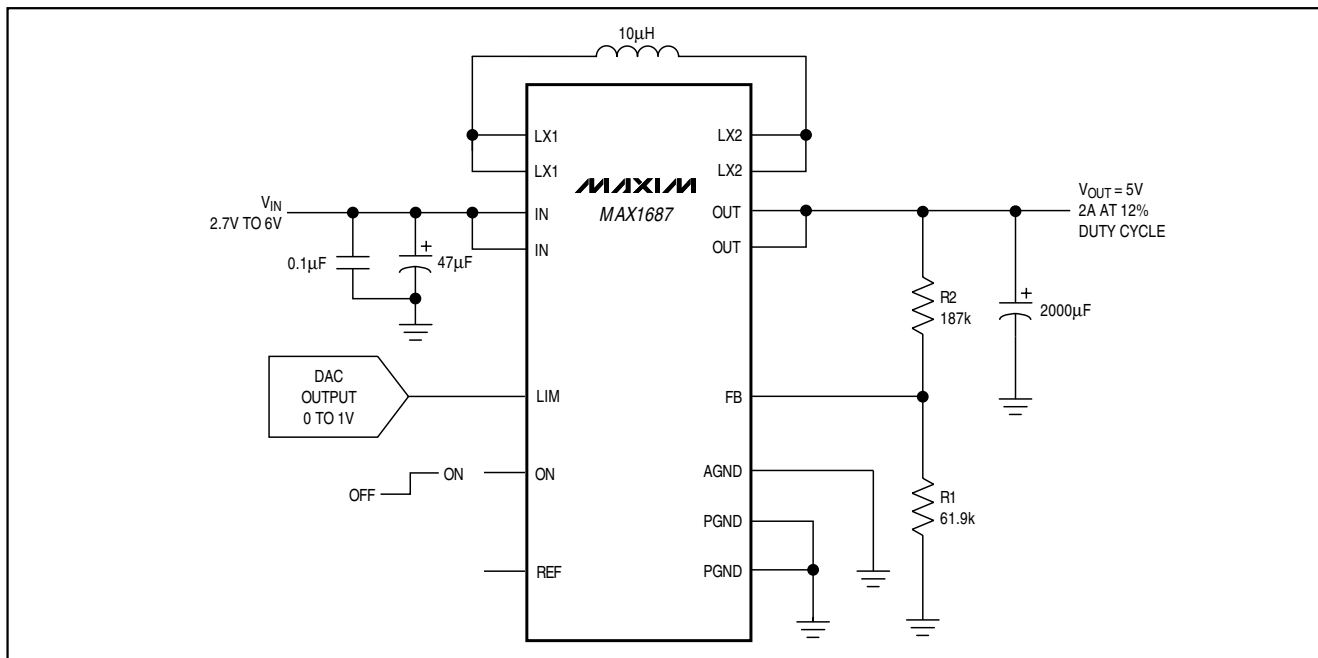 10µH
LX1
LX2
LX1
LX2
MAXIM
MAX1687
VIN
2.7V TO 6V
IN
OUT
VOUT = 5V
2A AT 12%
DUTY CYCLE
IN
OUT
0.1µF
+
47µF
R2
187k
+
2000µF
DAC
OUTPUT
0 TO 1V
LIM
FB
OFF
ON
ON
AGND
R1
61.9k
PGND
REF
PGND